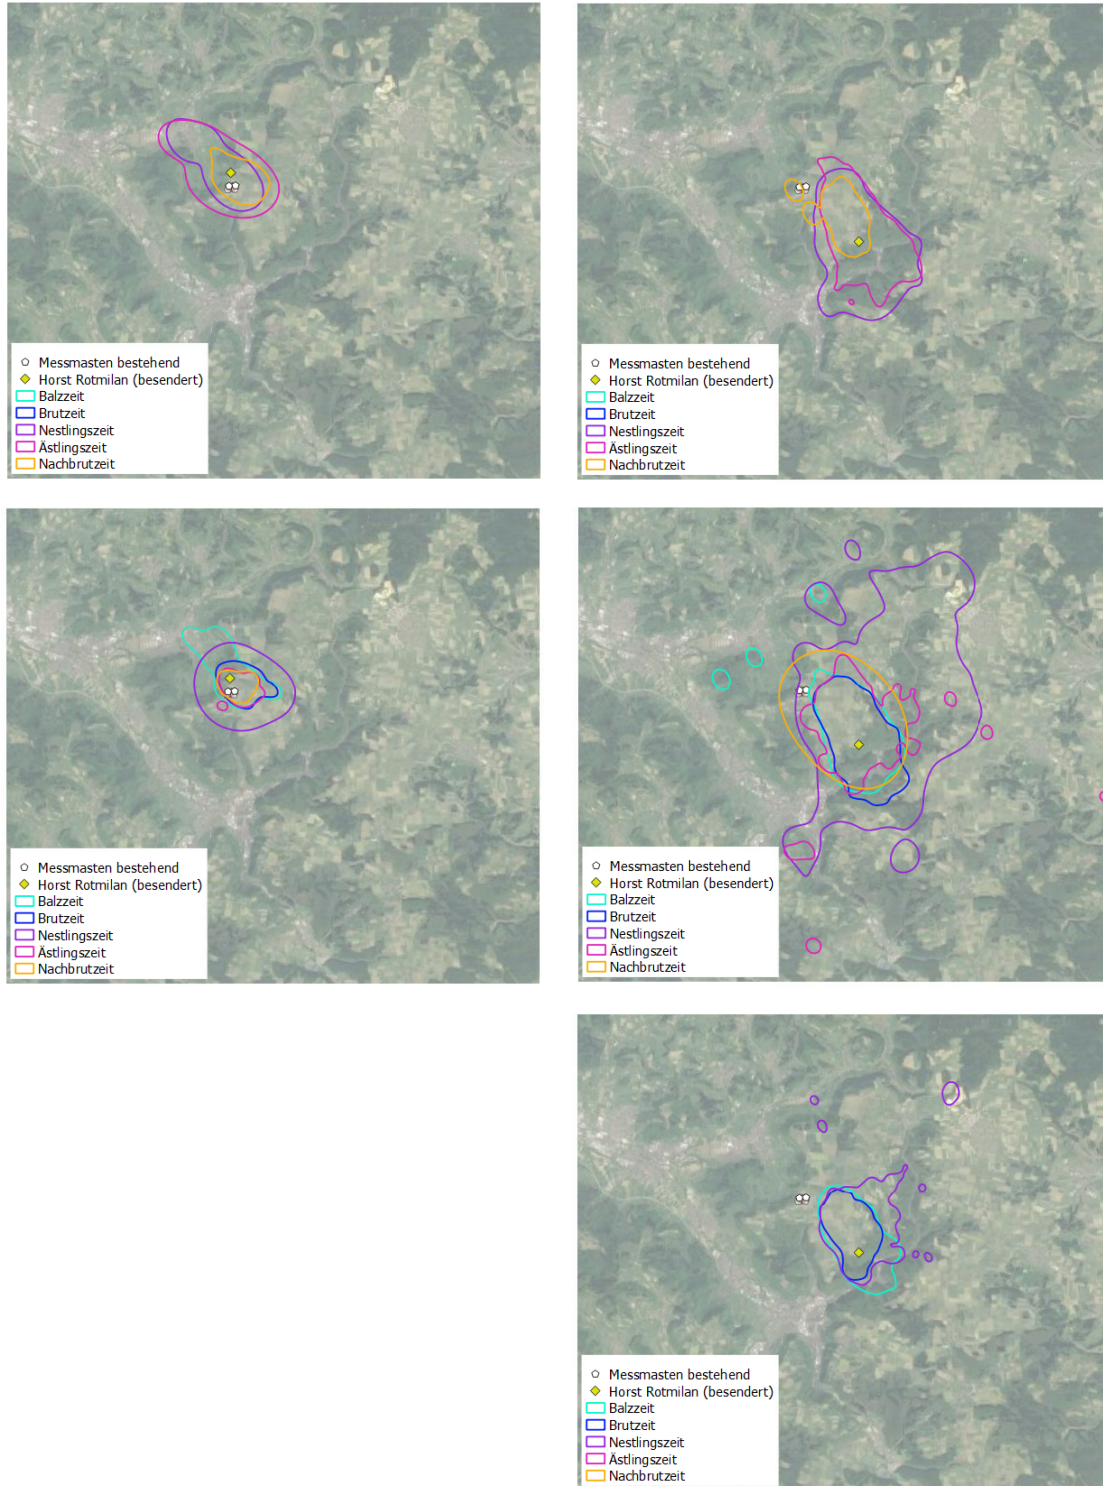 Messmasten bestehend
Horst Rotmilan (besendert)
Balzzeit
Brutzeit
Nestlingszeit
Ästlingszeit
Nachbrutzeit
Messmasten bestehend
Horst Rotmilan (besendert)
Balzzeit
Brutzeit
Nestlingszeit
Ästlingszeit
Nachbrutzeit
Messmasten bestehend
Horst Rotmilan (besendert)
Balzzeit
Brutzeit
Nestlingszeit
Ästlingszeit
Nachbrutzeit
Messmasten bestehend
Horst Rotmilan (besendert)
Balzzeit
Brutzeit
Nestlingszeit
Ästlingszeit
Nachbrutzeit
Messmasten bestehend
Horst Rotmilan (besendert)
Balzzeit
Brutzeit
Nestlingszeit
Ästlingszeit
Nachbrutzeit